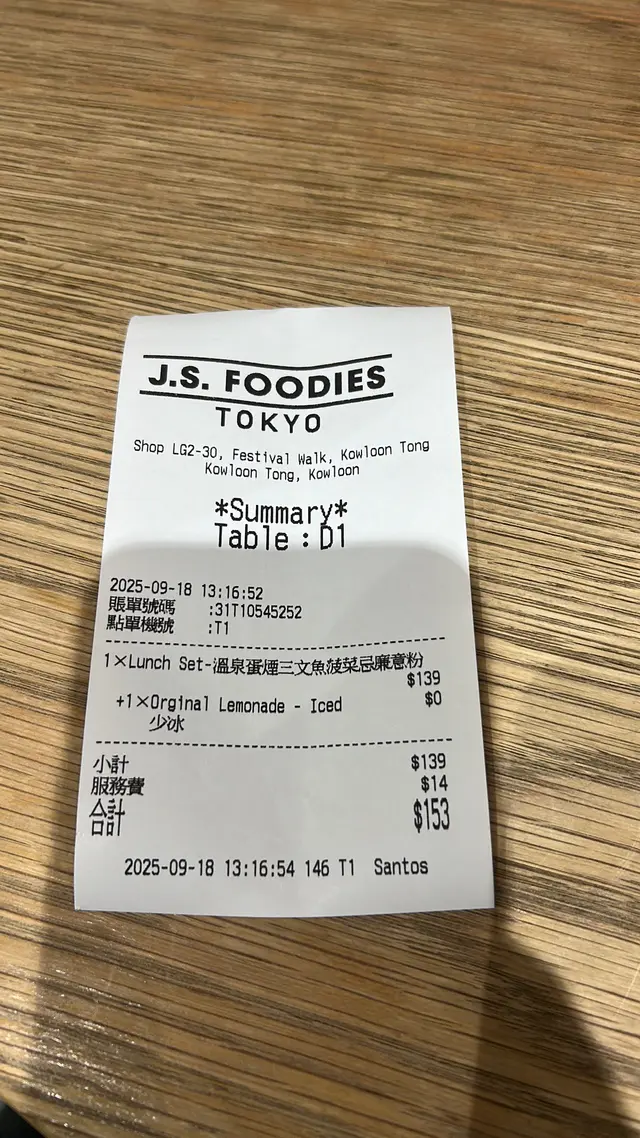 J.S. FOODIES
TOKYO
Shop LG2-30, Festival Walk, Kowloon Tong
Kowloon Tong, Kowloon
*Summary*
Table : D1
2025-09-18 13:16:52
賬單號碼 :31T10545252
點單機號 :T1
1×Lunch Set-溫泉蛋煙三文魚菠菜忌廉意粉
$139
+1×Orginal Lemonade - Iced $0
少冰
小計 $139
服務費 $14
合計 $153
2025-09-18 13:16:54 146 T1 Santos